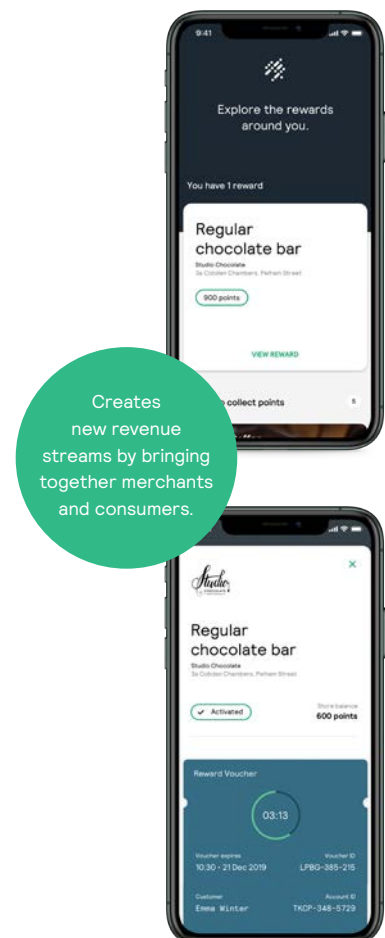 9:41
Explore the rewards
around you.
You have 1 reward
Regular
chocolate bar
Studio Chocolate
3a Cobden Chambers, Pelham Street
900 points
VIEW REWARD
collect points
Creates
new revenue
streams by bringing
together merchants
and consumers.
Studio
CHOCOLATE
Regular
chocolate bar
Studio Chocolate
3a Cobden Chambers, Pelham Street
Activated
Store balance
600 points
Reward Voucher
03:13
Voucher expires
Voucher ID
10:30 - 21 Dec 2019
LPBG-385-215
Customer
Account ID
Emma Winter
TKCP-348-5729